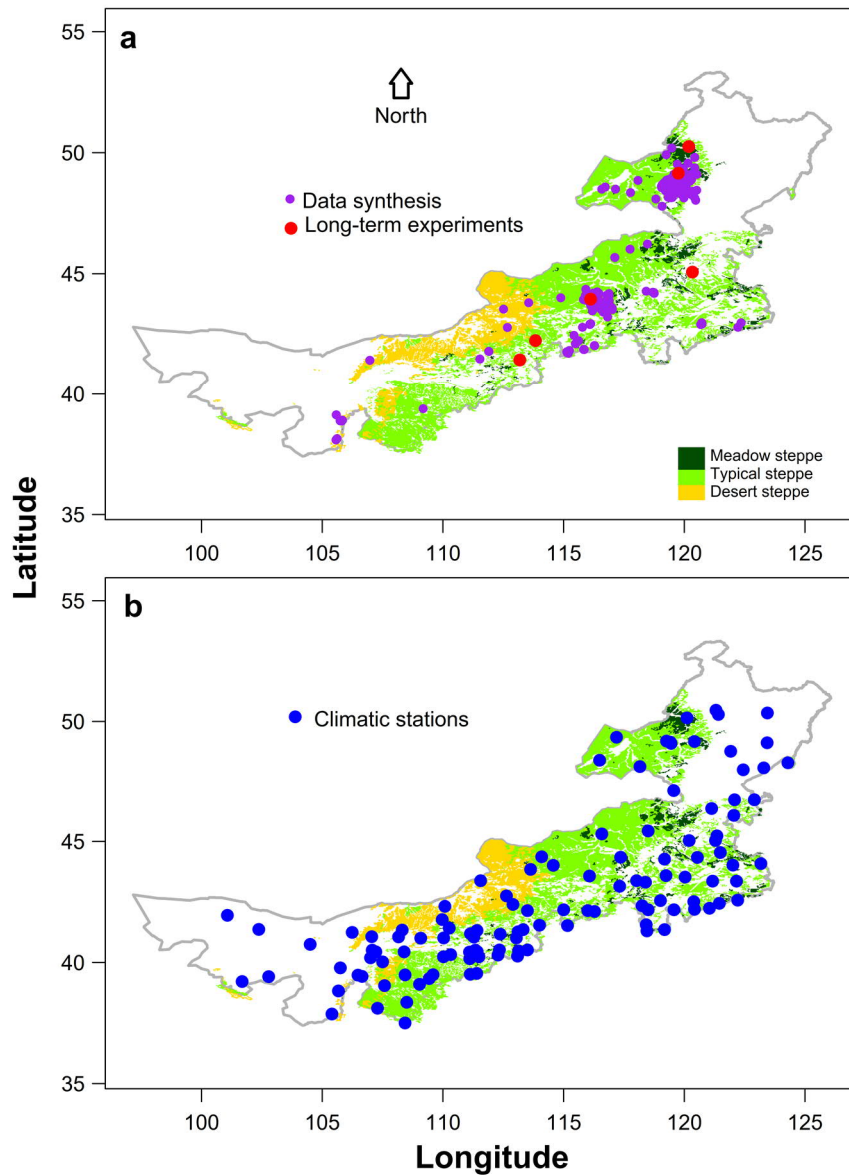 a
55
50
45
40
35
North
Data synthesis
Long-term experiments
Meadow steppe
Typical steppe
Desert steppe
100 105 110 115 120 125
Latitude
b
55
50
45
40
35
Climatic stations
100 105 110 115 120 125
Longitude